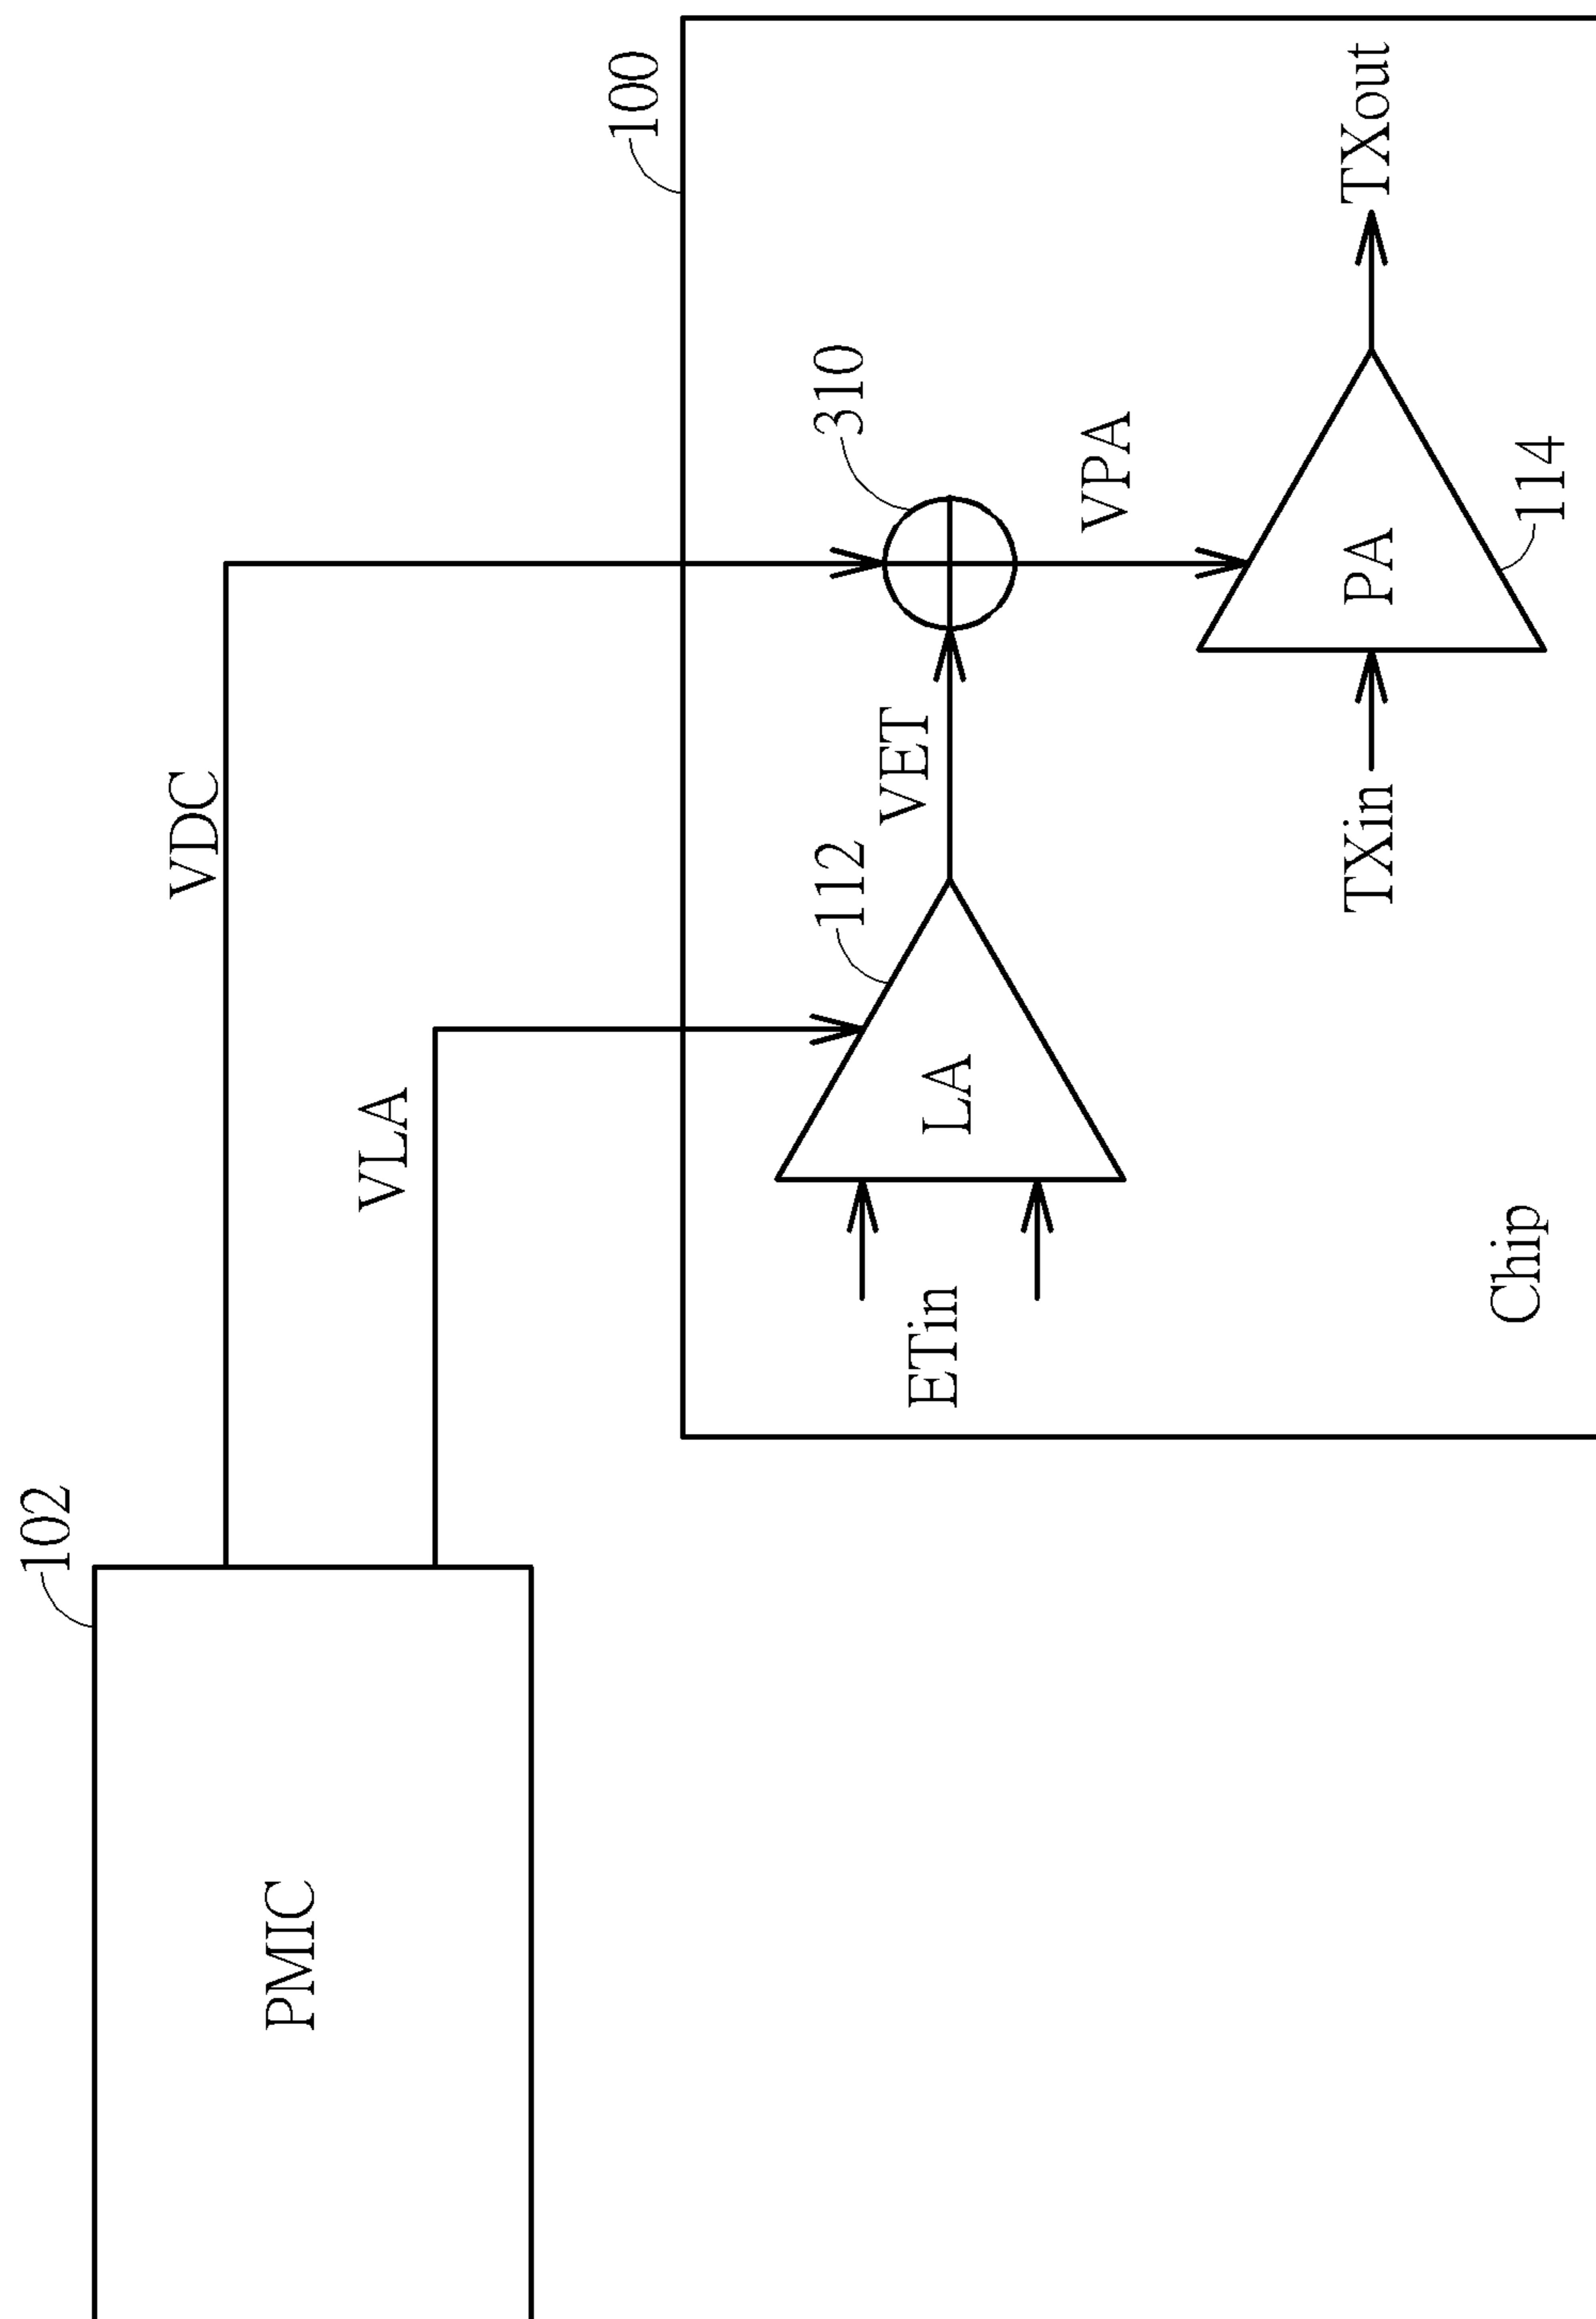 102
PMIC
VDC
VLA
100
310
112
VET
LA
ETin
VPA
PA
114
TXin
TXout
Chip